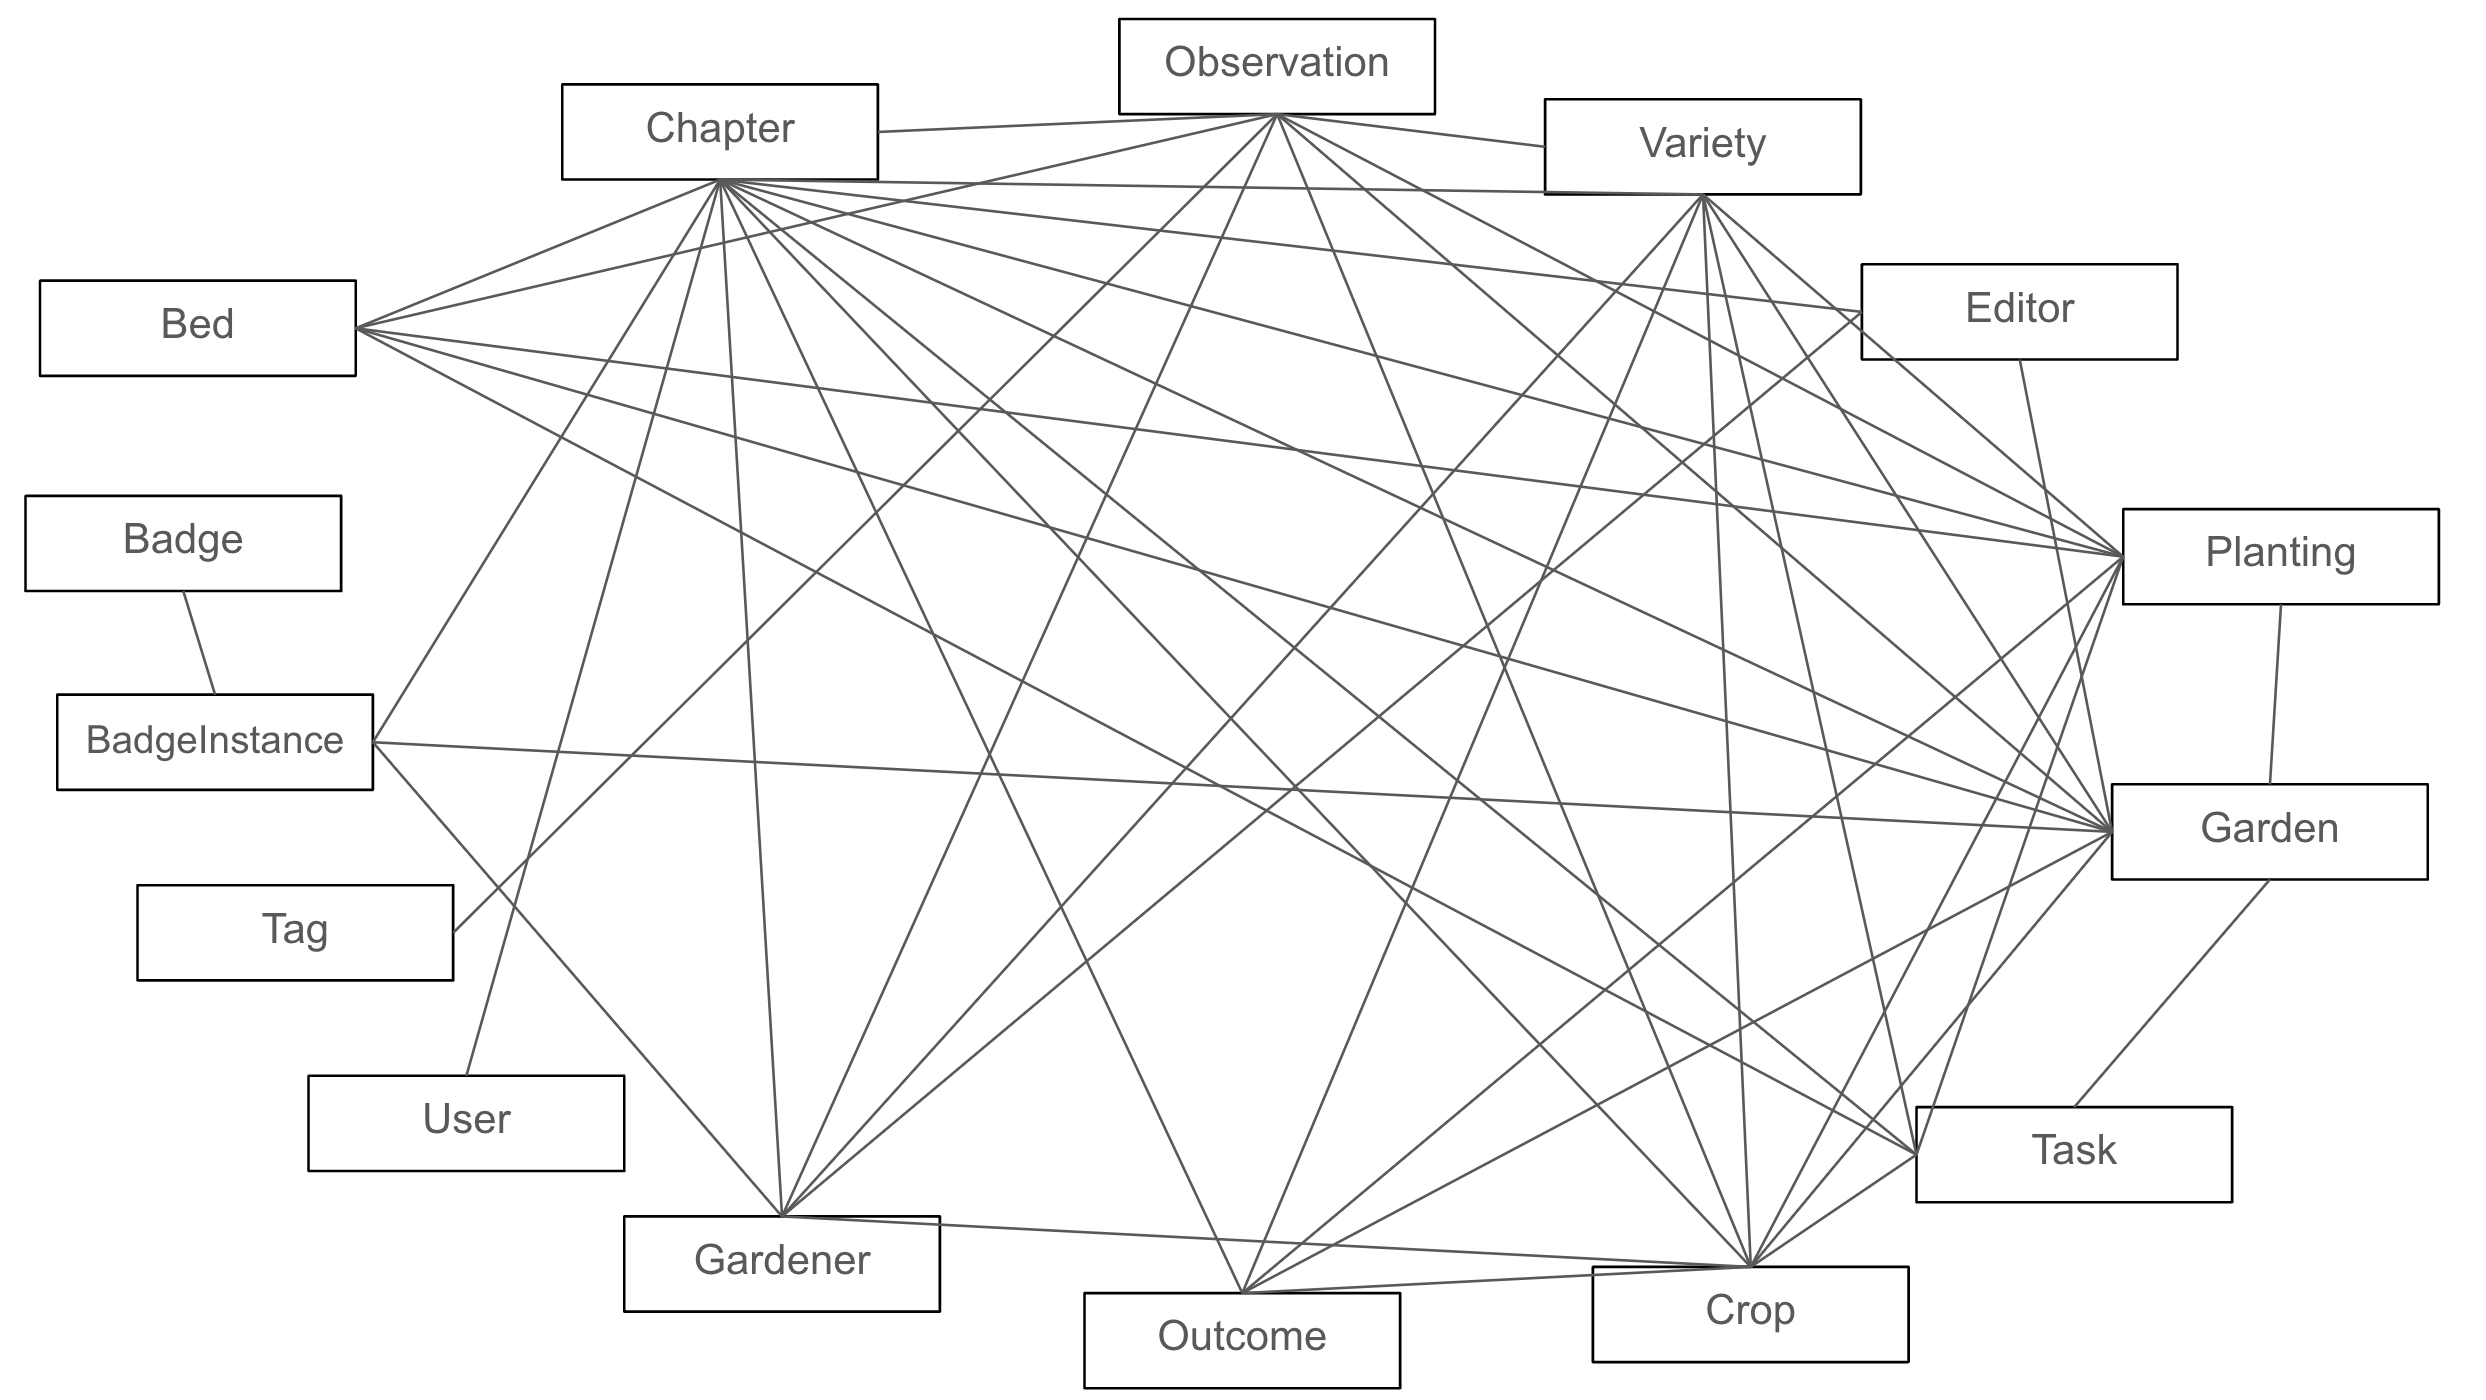 Observation
Chapter
Variety
Editor
Bed
Badge
Planting
BadgeInstance
Garden
Tag
User
Task
Gardener
Crop
Outcome